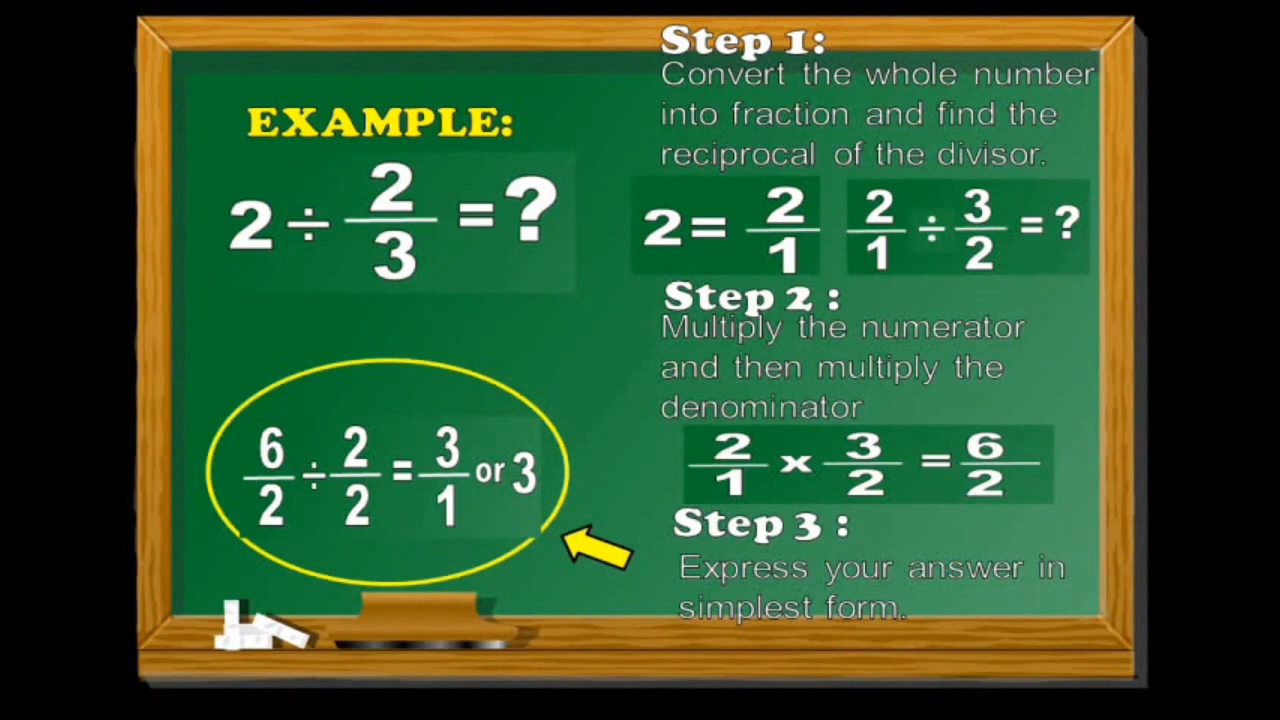 EXAMPLE:
2 ÷ 2/3 = ?
6/2 ÷ 2/2 = 3/1 or 3
Step 1:
Convert the whole number
into fraction and find the
reciprocal of the divisor.
2 = 2/1 2/1 ÷ 3/2 = ?
Step 2 :
Multiply the numerator
and then multiply the
denominator
2/1 x 3/2 = 6/2
Step 3 :
Express your answer in
simplest form.